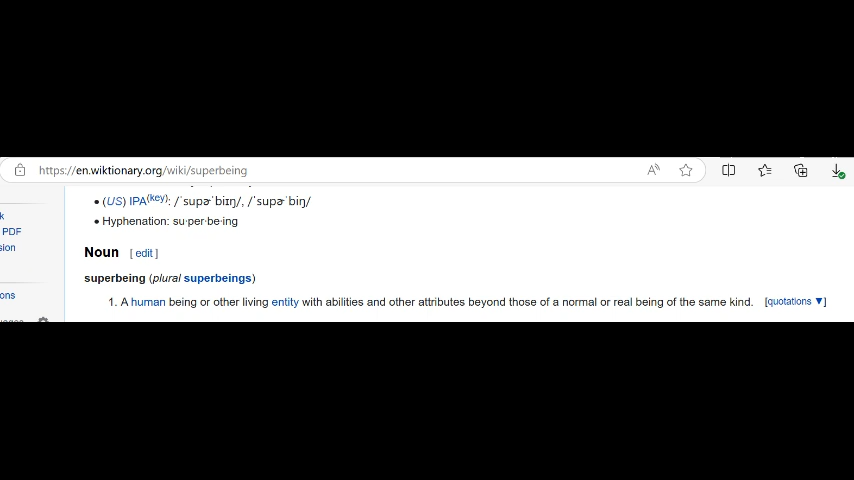 https://en.wiktionary.org/wiki/superbeing
• (US) IPA(key): /ˈsupɚˈbiɪŋ/, /ˈsupɚˈbiŋ/
k
PDF
• Hyphenation: su·per·be·ing
sion
Noun [edit]
superbeing (plural superbeings)
ons
1. A human being or other living entity with abilities and other attributes beyond those of a normal or real being of the same kind. [quotations ▼]